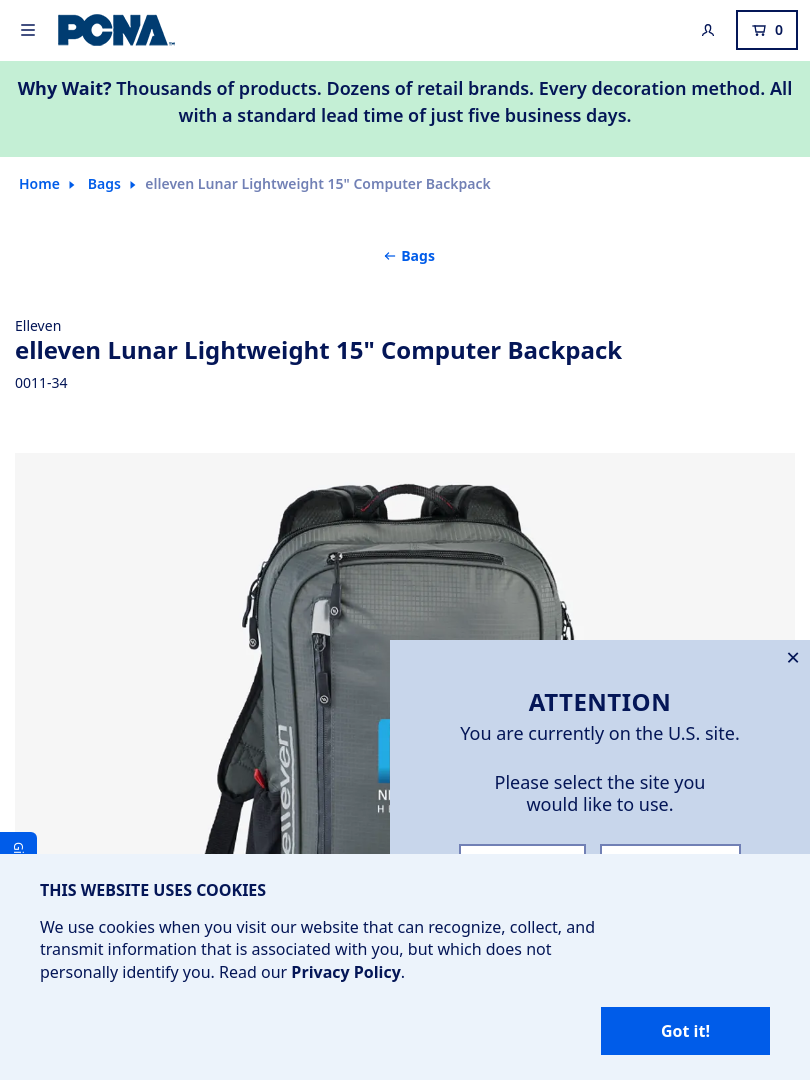 PCNA
0
Why Wait? Thousands of products. Dozens of retail brands. Every decoration method. All
with a standard lead time of just five business days.
Home Bags elleven Lunar Lightweight 15" Computer Backpack
← Bags
Elleven
elleven Lunar Lightweight 15" Computer Backpack
0011-34
elleven
ATTENTION
You are currently on the U.S. site.
Please select the site you
would like to use.
THIS WEBSITE USES COOKIES
We use cookies when you visit our website that can recognize, collect, and
transmit information that is associated with you, but which does not
personally identify you. Read our Privacy Policy.
Got it!